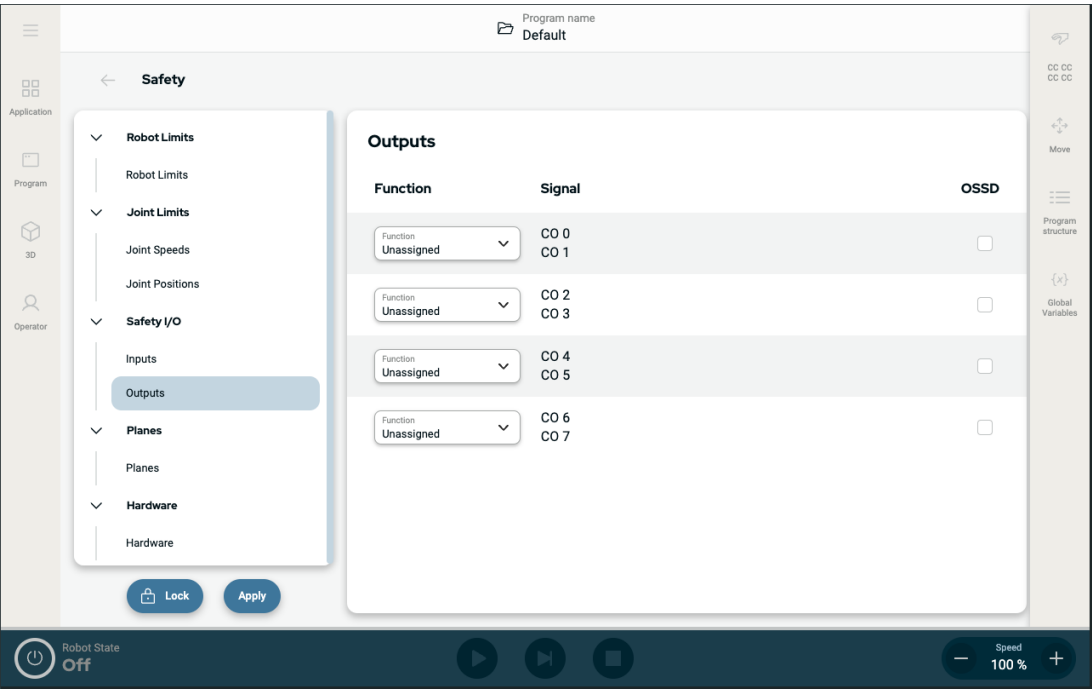 Program name
Default
Application
Program
3D
Operator
Safety
Robot Limits
Robot Limits
Joint Limits
Joint Speeds
Joint Positions
Safety I/O
Inputs
Outputs
Planes
Planes
Hardware
Hardware
Lock
Apply
Outputs
Function
Signal
OSSD
Function
Unassigned
CO 0
CO 1
Function
Unassigned
CO 2
CO 3
Function
Unassigned
CO 4
CO 5
Function
Unassigned
CO 6
CO 7
CC CC
CC CC
Move
Program
structure
{x}
Global
Variables
Robot State
Off
Speed
100 %